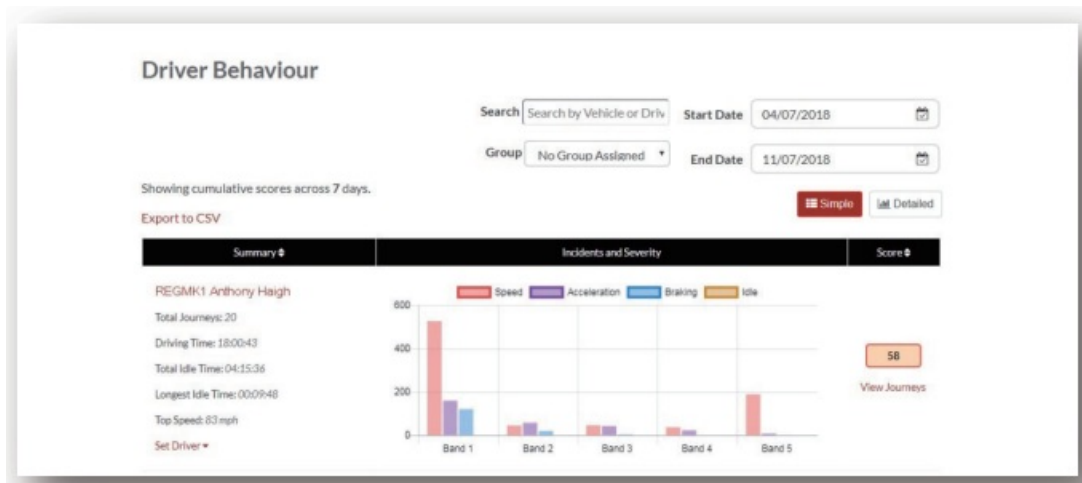 Driver Behaviour
Search Search by Vehicle or Driv Start Date 04/07/2018
Group No Group Assigned End Date 11/07/2018
Showing cumulative scores across 7 days.
Simple Detailed
Export to CSV
Summary Incidents and Severity Score
REGMK1 Anthony Haigh
Speed Acceleration Braking Idle
Total Journeys: 20
Driving Time: 18:00:43
Total Idle Time: 04:15:36
Longest Idle Time: 00:09:48
Top Speed: 83 mph
Set Driver
600
400
200
0
Band 1 Band 2 Band 3 Band 4 Band 5
58
View Journeys